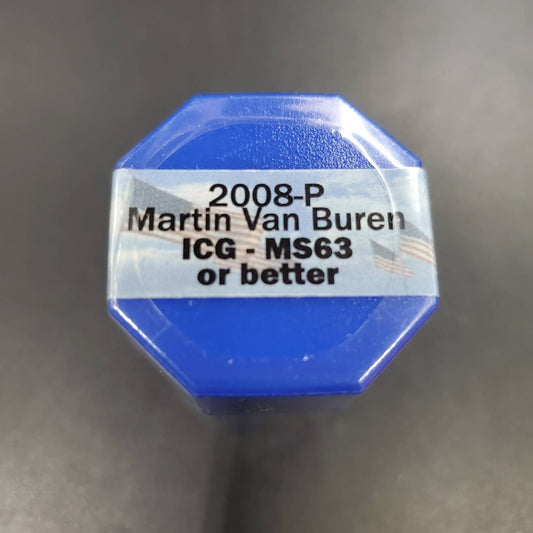 2008-P
Martin Van Buren
ICG - MS63
or better